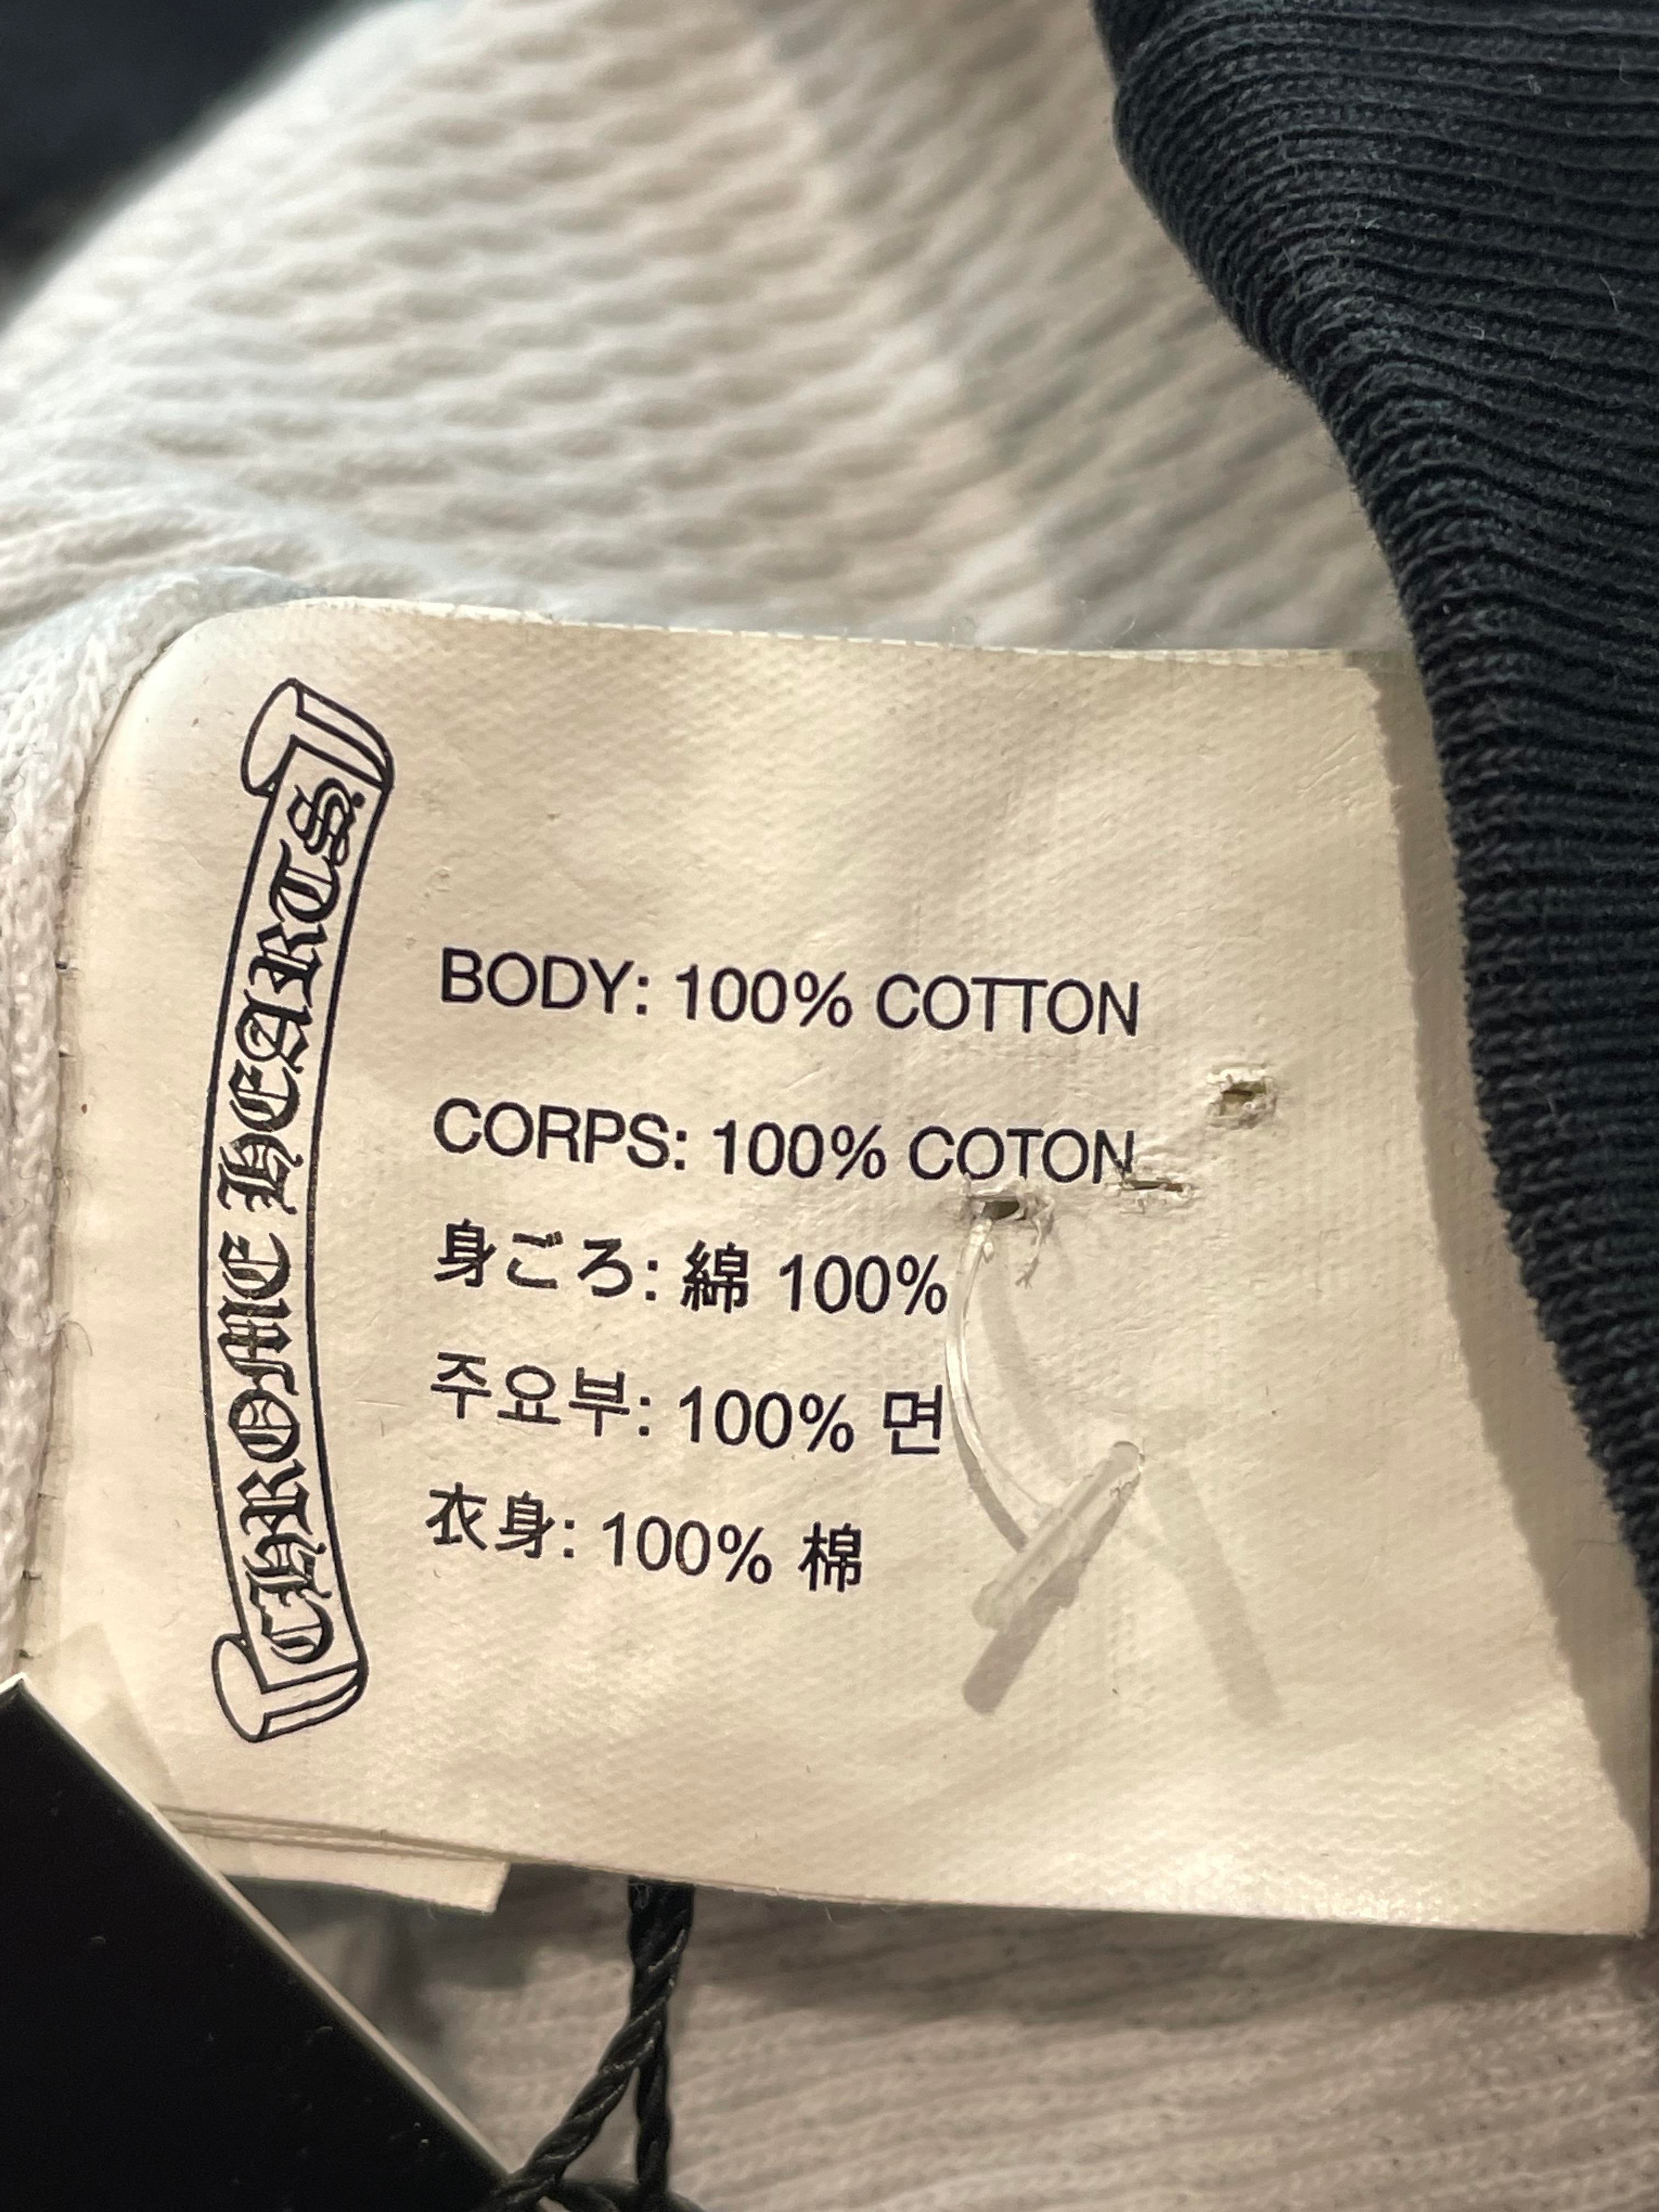 CHROME HEARTS
BODY: 100% COTTON
CORPS: 100% COTON
身ごろ: 綿 100%
주요부: 100% 면
衣身: 100% 棉